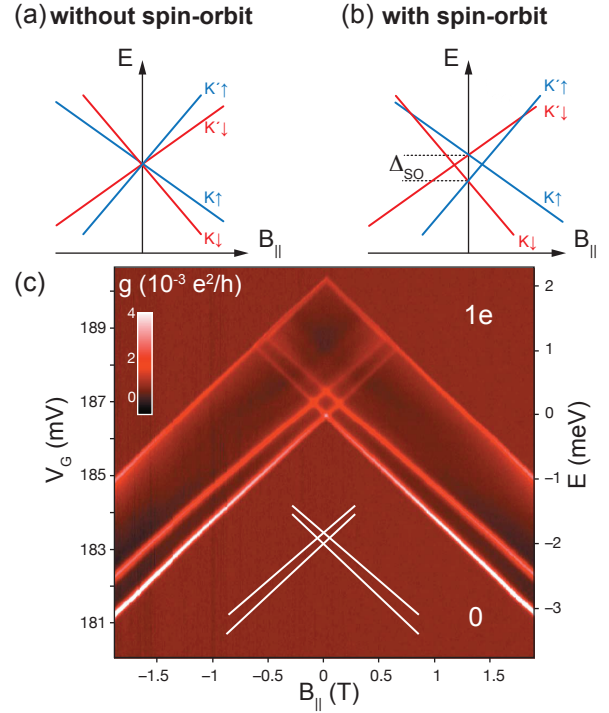 (a) without spin-orbit
E
K´↑
K´↓
K↑
K↓
B||
(b) with spin-orbit
E
K´↑
K´↓
ΔSO
K↑
K↓
B||
(c)
g (10-3 e2/h)
4
2
0
1e
0
189
187
185
183
181
VG (mV)
2
1
0
−1
−2
−3
E (meV)
−1.5
−1.0
−0.5
0
0.5
1.0
1.5
B|| (T)